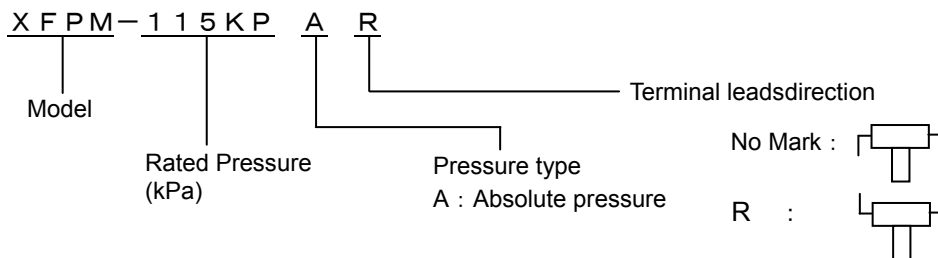 XFPM-115KP A R
Terminal leadsdirection
Model
No Mark :
Rated Pressure
(kPa)
Pressure type
A : Absolute pressure
R :